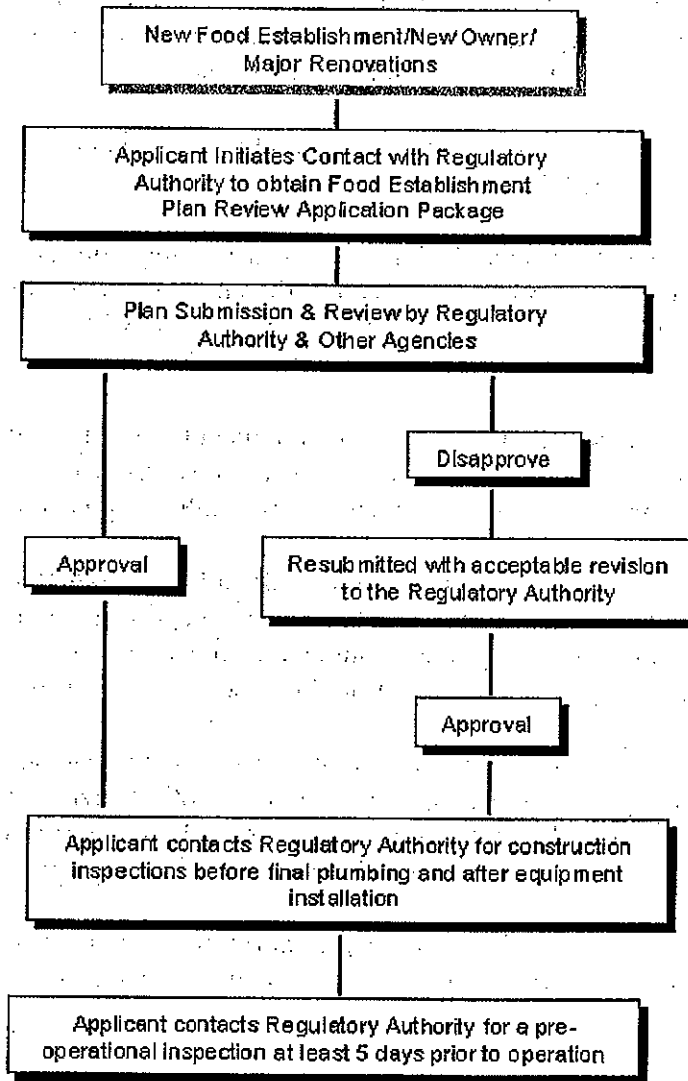 New Food Establishment/New Owner/
Major Renovations
Applicant Initiates Contact with Regulatory
Authority to obtain Food Establishment
Plan Review Application Package
Plan Submission & Review by Regulatory
Authority & Other Agencies
Disapprove
Approval
Resubmitted with acceptable revision
to the Regulatory Authority
Approval
Applicant contacts Regulatory Authority for construction
inspections before final plumbing and after equipment
installation
Applicant contacts Regulatory Authority for a pre-
operational inspection at least 5 days prior to operation